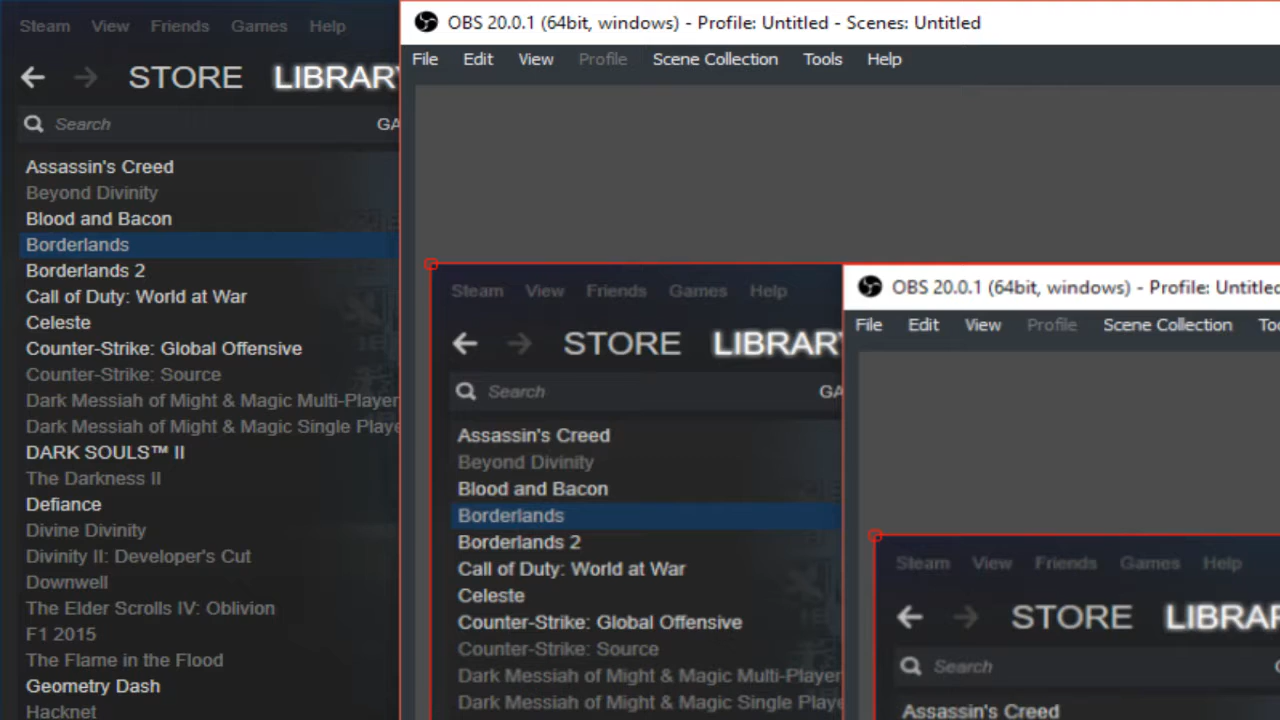 Steam View Friends Games Help
STORE LIBRARY
Search GA
Assassin's Creed
Beyond Divinity
Blood and Bacon
Borderlands
Borderlands 2
Call of Duty: World at War
Celeste
Counter-Strike: Global Offensive
Counter-Strike: Source
Dark Messiah of Might & Magic Multi-Player
Dark Messiah of Might & Magic Single Playe
DARK SOULS™ II
The Darkness II
Defiance
Divine Divinity
Divinity II: Developer's Cut
Downwell
The Elder Scrolls IV: Oblivion
F1 2015
The Flame in the Flood
Geometry Dash
Hacknet
OBS 20.0.1 (64bit, windows) - Profile: Untitled - Scenes: Untitled
File Edit View Profile Scene Collection Tools Help
Steam View Friends Games Help
STORE LIBRARY
Search GA
Assassin's Creed
Beyond Divinity
Blood and Bacon
Borderlands
Borderlands 2
Call of Duty: World at War
Celeste
Counter-Strike: Global Offensive
Counter-Strike: Source
Dark Messiah of Might & Magic Multi-Player
Dark Messiah of Might & Magic Single Playe
OBS 20.0.1 (64bit, windows) - Profile: Untitled
File Edit View Profile Scene Collection To
Steam View Friends Games Help
STORE LIBRA
Search
Assassin's Creed